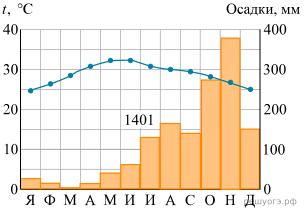 t, °C Осадки, мм
40 400
30 300
1401
20 200
10 100
0 0
Я Ф М А М И И А С О Н Д
решуогэ.рф